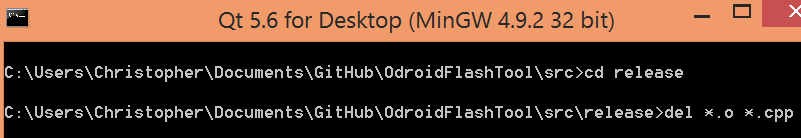 Qt 5.6 for Desktop (MinGW 4.9.2 32 bit)
C:\Users\Christopher\Documents\GitHub\OdroidFlashTool\src>cd release
C:\Users\Christopher\Documents\GitHub\OdroidFlashTool\src\release>del *.o *.cpp